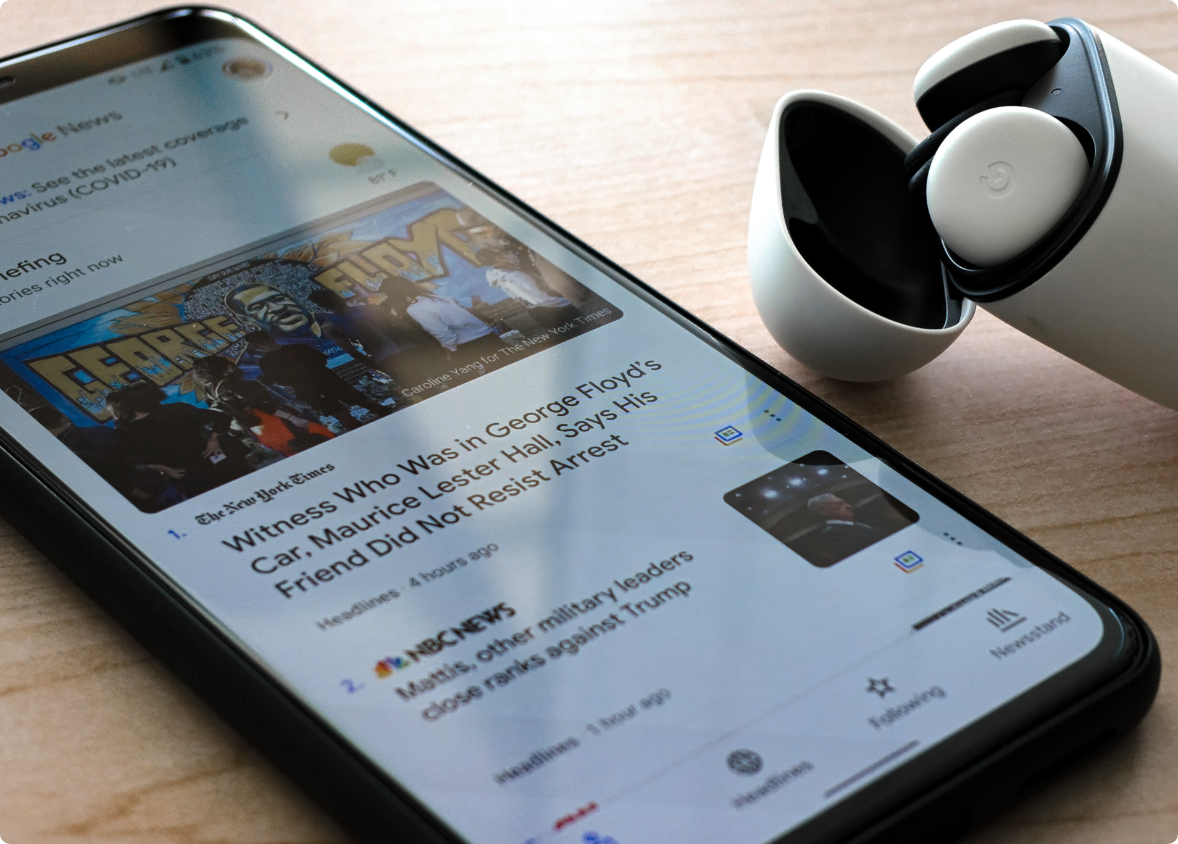 oogle News
ws: See the latest coverage
navirus (COVID-19)
87°F
iefing
ories right now
GEORGE FLOYD
Caroline Yang for The New York Times
The New York Times
1. Witness Who Was in George Floyd's
Car, Maurice Lester Hall, Says His
Friend Did Not Resist Arrest
Headlines · 4 hours ago
NBC NEWS
2. Mattis, other military leaders
close ranks against Trump
Headlines · 1 hour ago
Headlines
Following
Newsstand
G